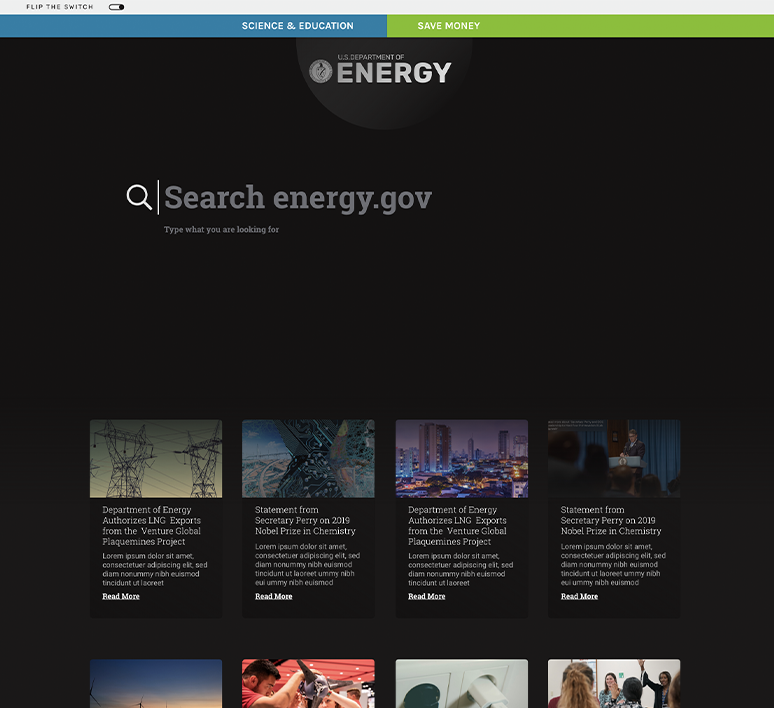 FLIP THE SWITCH
SCIENCE & EDUCATION
SAVE MONEY
U.S.DEPARTMENT OF
ENERGY
Search energy.gov
Type what you are looking for
Department of Energy
Authorizes LNG Exports
from the Venture Global
Plaquemines Project
Lorem ipsum dolor sit amet,
consectetuer adipiscing elit, sed
diam nonummy nibh euismod
tincidunt ut laoreet
Read More
Statement from
Secretary Perry on 2019
Nobel Prize in Chemistry
Lorem ipsum dolor sit amet,
consectetuer adipiscing elit, sed
diam nonummy nibh euismod
tincidunt ut laoreet ummy nibh
eui ummy nibh euismod
Read More
Department of Energy
Authorizes LNG Exports
from the Venture Global
Plaquemines Project
Lorem ipsum dolor sit amet,
consectetuer adipiscing elit, sed
diam nonummy nibh euismod
tincidunt ut laoreet
Read More
Statement from
Secretary Perry on 2019
Nobel Prize in Chemistry
Lorem ipsum dolor sit amet,
consectetuer adipiscing elit, sed
diam nonummy nibh euismod
tincidunt ut laoreet ummy nibh
eui ummy nibh euismod
Read More